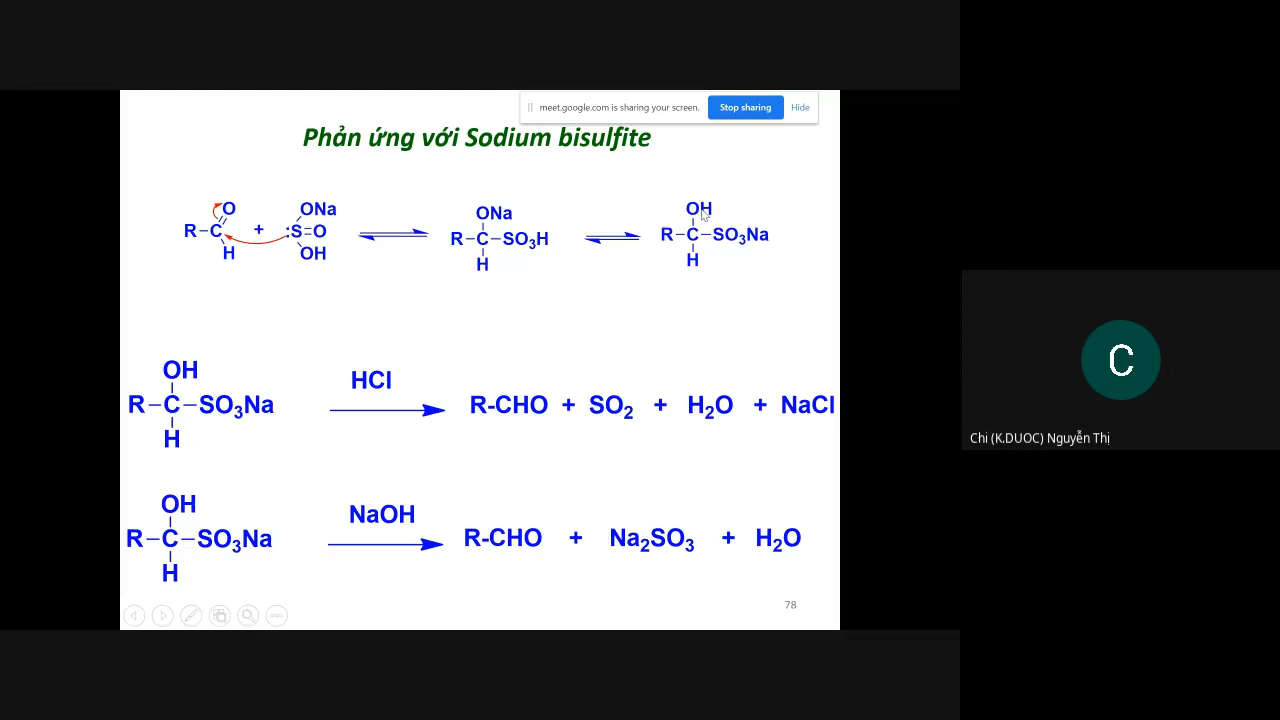 meet.google.com is sharing your screen. Stop sharing Hide
Phản ứng với Sodium bisulfite
O ONa ONa OH
R–C + :S=O R–C–SO₃H R–C–SO₃Na
H OH H H
OH
HCl
R–C–SO₃Na R-CHO + SO₂ + H₂O + NaCl
H
C
Chi (K.DUOC) Nguyễn Thị
OH
NaOH
R–C–SO₃Na R-CHO + Na₂SO₃ + H₂O
H
78